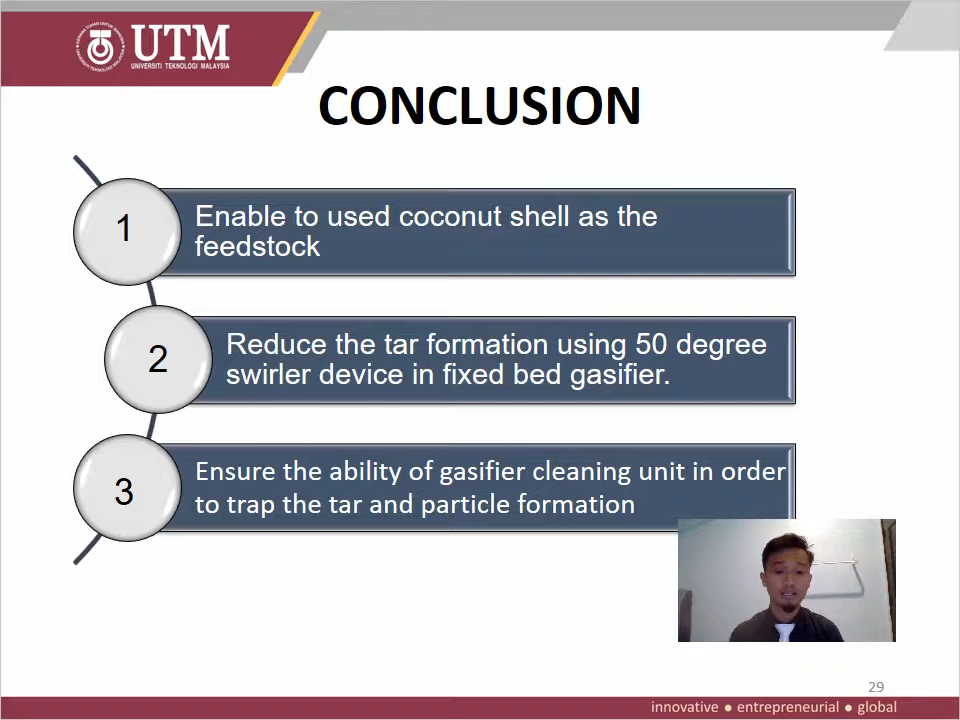 UTM
UNIVERSITI TEKNOLOGI MALAYSIA
CONCLUSION
1
Enable to used coconut shell as the
feedstock
2
Reduce the tar formation using 50 degree
swirler device in fixed bed gasifier.
3
Ensure the ability of gasifier cleaning unit in order
to trap the tar and particle formation
29
innovative ● entrepreneurial ● global